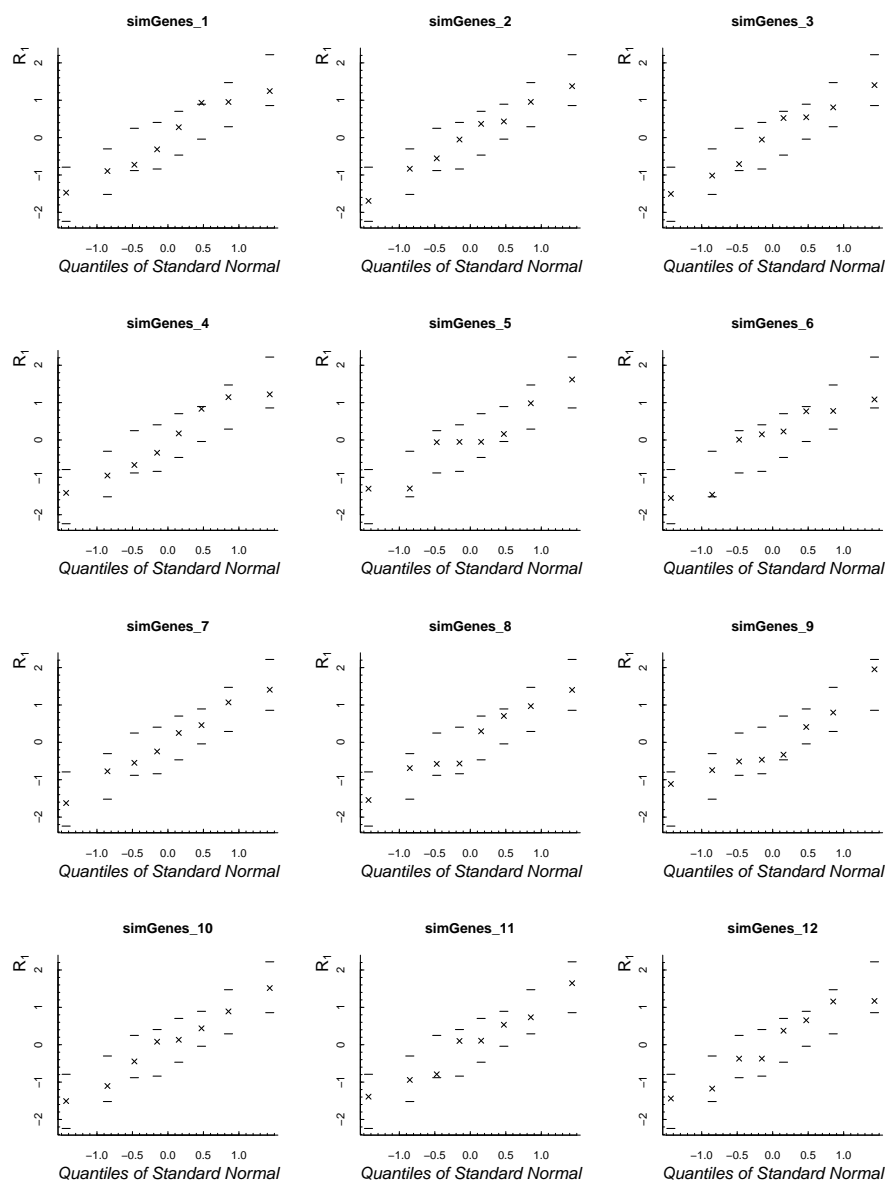 simGenes_1 simGenes_2 simGenes_3
R1 R1 R1
2 2 2
1 1 1
0 0 0
−1 −1 −1
−2 −2 −2
−1.0 −0.5 0.0 0.5 1.0 −1.0 −0.5 0.0 0.5 1.0 −1.0 −0.5 0.0 0.5 1.0
Quantiles of Standard Normal Quantiles of Standard Normal Quantiles of Standard Normal
simGenes_4 simGenes_5 simGenes_6
R1 R1 R1
2 2 2
1 1 1
0 0 0
−1 −1 −1
−2 −2 −2
−1.0 −0.5 0.0 0.5 1.0 −1.0 −0.5 0.0 0.5 1.0 −1.0 −0.5 0.0 0.5 1.0
Quantiles of Standard Normal Quantiles of Standard Normal Quantiles of Standard Normal
simGenes_7 simGenes_8 simGenes_9
R1 R1 R1
2 2 2
1 1 1
0 0 0
−1 −1 −1
−2 −2 −2
−1.0 −0.5 0.0 0.5 1.0 −1.0 −0.5 0.0 0.5 1.0 −1.0 −0.5 0.0 0.5 1.0
Quantiles of Standard Normal Quantiles of Standard Normal Quantiles of Standard Normal
simGenes_10 simGenes_11 simGenes_12
R1 R1 R1
2 2 2
1 1 1
0 0 0
−1 −1 −1
−2 −2 −2
−1.0 −0.5 0.0 0.5 1.0 −1.0 −0.5 0.0 0.5 1.0 −1.0 −0.5 0.0 0.5 1.0
Quantiles of Standard Normal Quantiles of Standard Normal Quantiles of Standard Normal